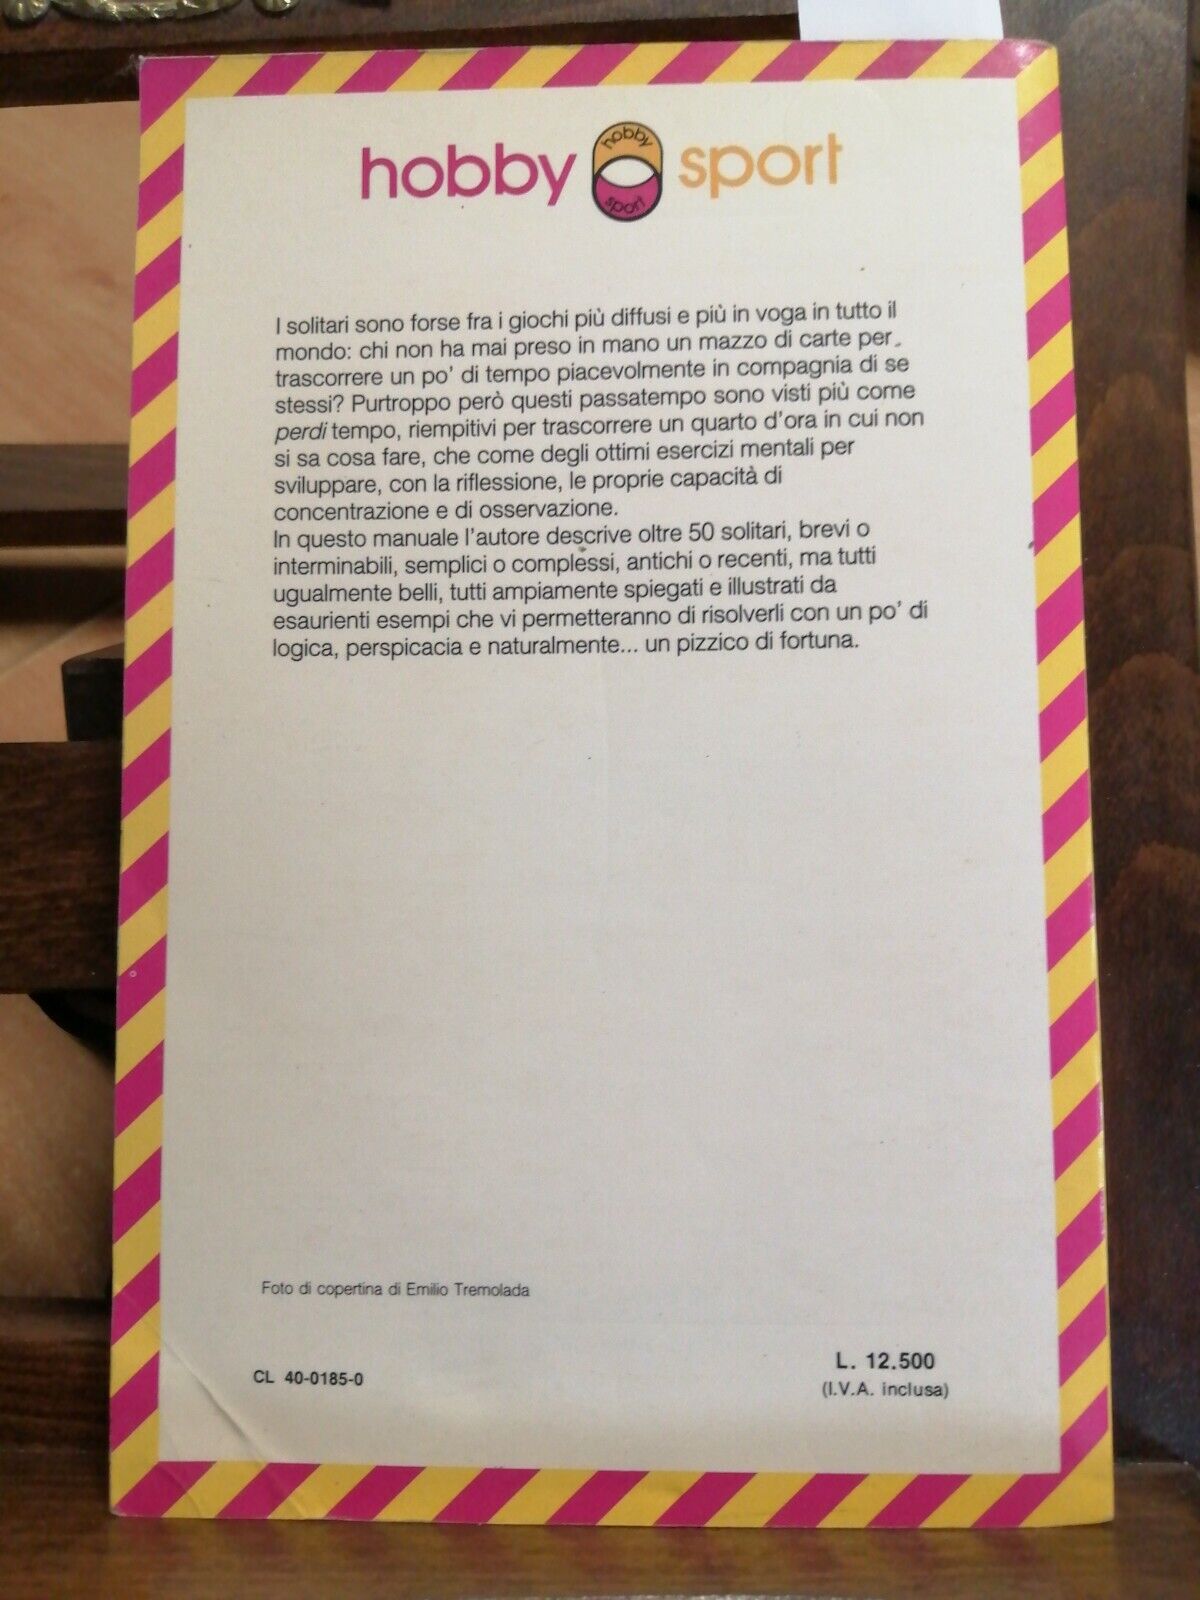 hobby hobby sport sport
I solitari sono forse fra i giochi più diffusi e più in voga in tutto il
mondo: chi non ha mai preso in mano un mazzo di carte per
trascorrere un po' di tempo piacevolmente in compagnia di se
stessi? Purtroppo però questi passatempo sono visti più come
perdi tempo, riempitivi per trascorrere un quarto d'ora in cui non
si sa cosa fare, che come degli ottimi esercizi mentali per
sviluppare, con la riflessione, le proprie capacità di
concentrazione e di osservazione.
In questo manuale l'autore descrive oltre 50 solitari, brevi o
interminabili, semplici o complessi, antichi o recenti, ma tutti
ugualmente belli, tutti ampiamente spiegati e illustrati da
esaurienti esempi che vi permetteranno di risolverli con un po' di
logica, perspicacia e naturalmente... un pizzico di fortuna.
Foto di copertina di Emilio Tremolada
CL 40-0185-0
L. 12.500
(I.V.A. inclusa)